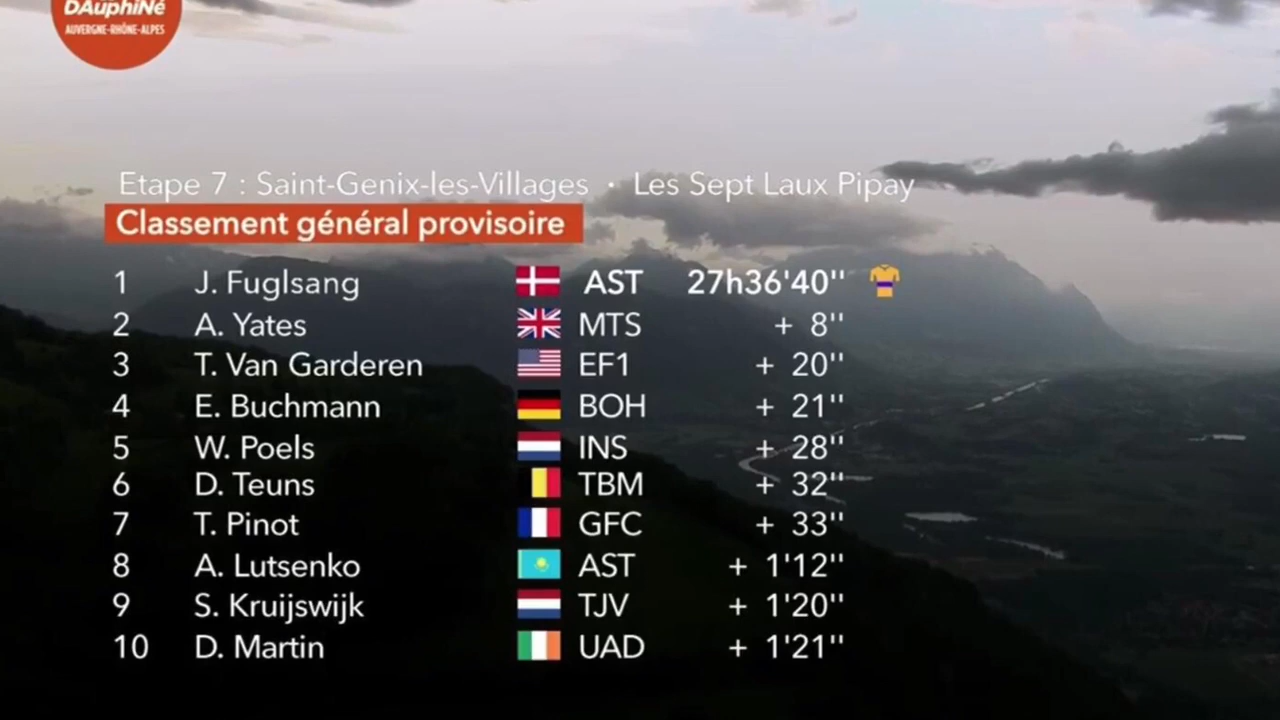 DAuphiNé
AUVERGNE-RHÔNE-ALPES
Etape 7 : Saint-Genix-les-Villages • Les Sept Laux Pipay
Classement général provisoire
1 J. Fuglsang AST 27h36'40''
2 A. Yates MTS + 8''
3 T. Van Garderen EF1 + 20''
4 E. Buchmann BOH + 21''
5 W. Poels INS + 28''
6 D. Teuns TBM + 32''
7 T. Pinot GFC + 33''
8 A. Lutsenko AST + 1'12''
9 S. Kruijswijk TJV + 1'20''
10 D. Martin UAD + 1'21''